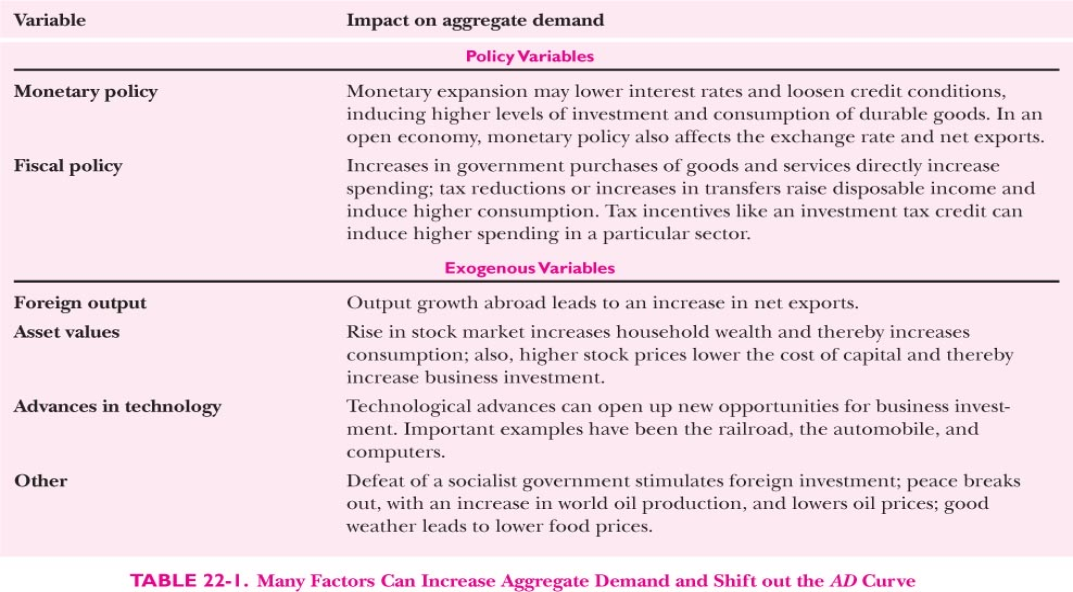 Variable Impact on aggregate demand
Policy Variables
Monetary policy Monetary expansion may lower interest rates and loosen credit conditions,
inducing higher levels of investment and consumption of durable goods. In an
open economy, monetary policy also affects the exchange rate and net exports.
Fiscal policy Increases in government purchases of goods and services directly increase
spending; tax reductions or increases in transfers raise disposable income and
induce higher consumption. Tax incentives like an investment tax credit can
induce higher spending in a particular sector.
Exogenous Variables
Foreign output Output growth abroad leads to an increase in net exports.
Asset values Rise in stock market increases household wealth and thereby increases
consumption; also, higher stock prices lower the cost of capital and thereby
increase business investment.
Advances in technology Technological advances can open up new opportunities for business invest-
ment. Important examples have been the railroad, the automobile, and
computers.
Other Defeat of a socialist government stimulates foreign investment; peace breaks
out, with an increase in world oil production, and lowers oil prices; good
weather leads to lower food prices.
TABLE 22-1. Many Factors Can Increase Aggregate Demand and Shift out the AD Curve